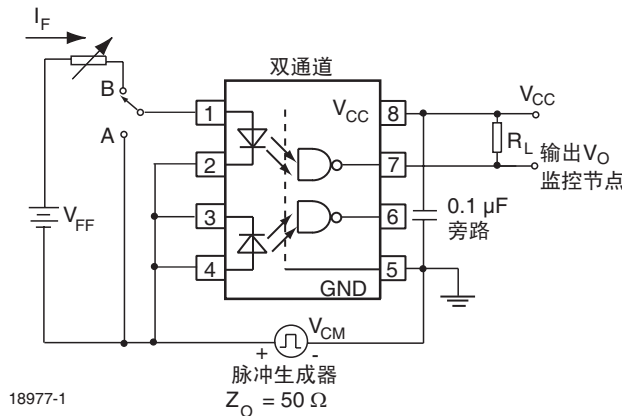 I_F
双通道
B
A
V_FF
1
2
3
4
V_CC
8
7
6
5
GND
V_CC
R_L
输出V_O
监控节点
0.1 µF
旁路
V_CM
+
-
脉冲生成器
Z_O = 50 Ω
18977-1